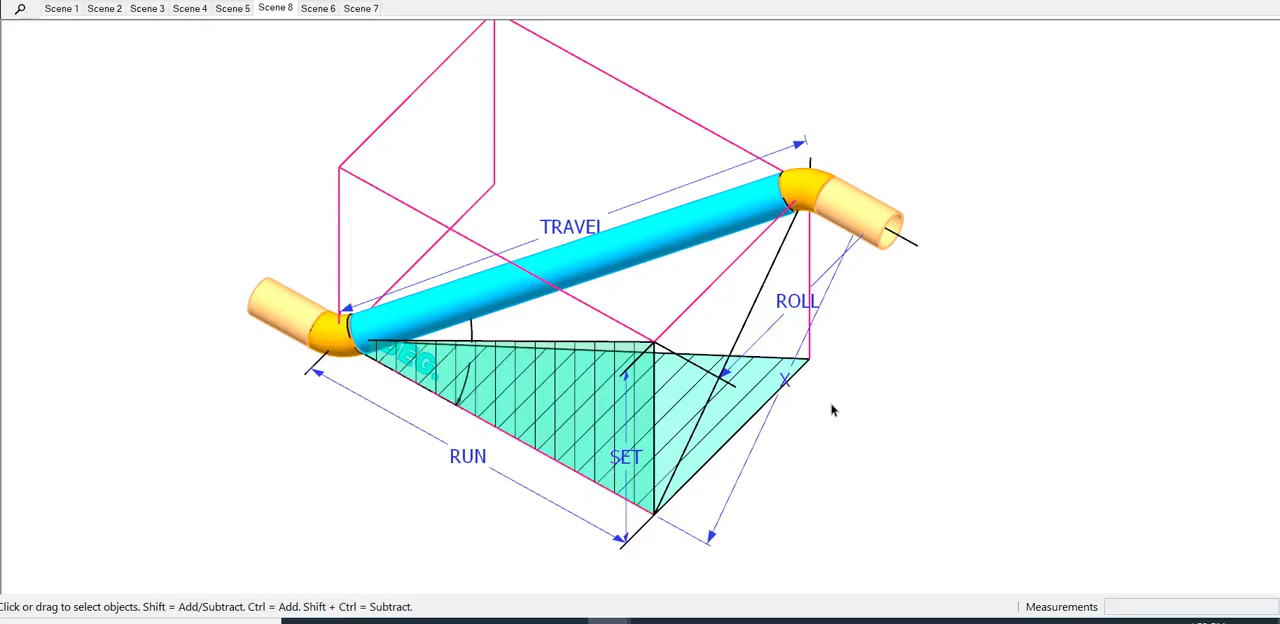 Scene 1 Scene 2 Scene 3 Scene 4 Scene 5 Scene 8 Scene 6 Scene 7
TRAVEL
ROLL
DEG.
X
RUN
SET
Click or drag to select objects. Shift = Add/Subtract. Ctrl = Add. Shift + Ctrl = Subtract.
Measurements